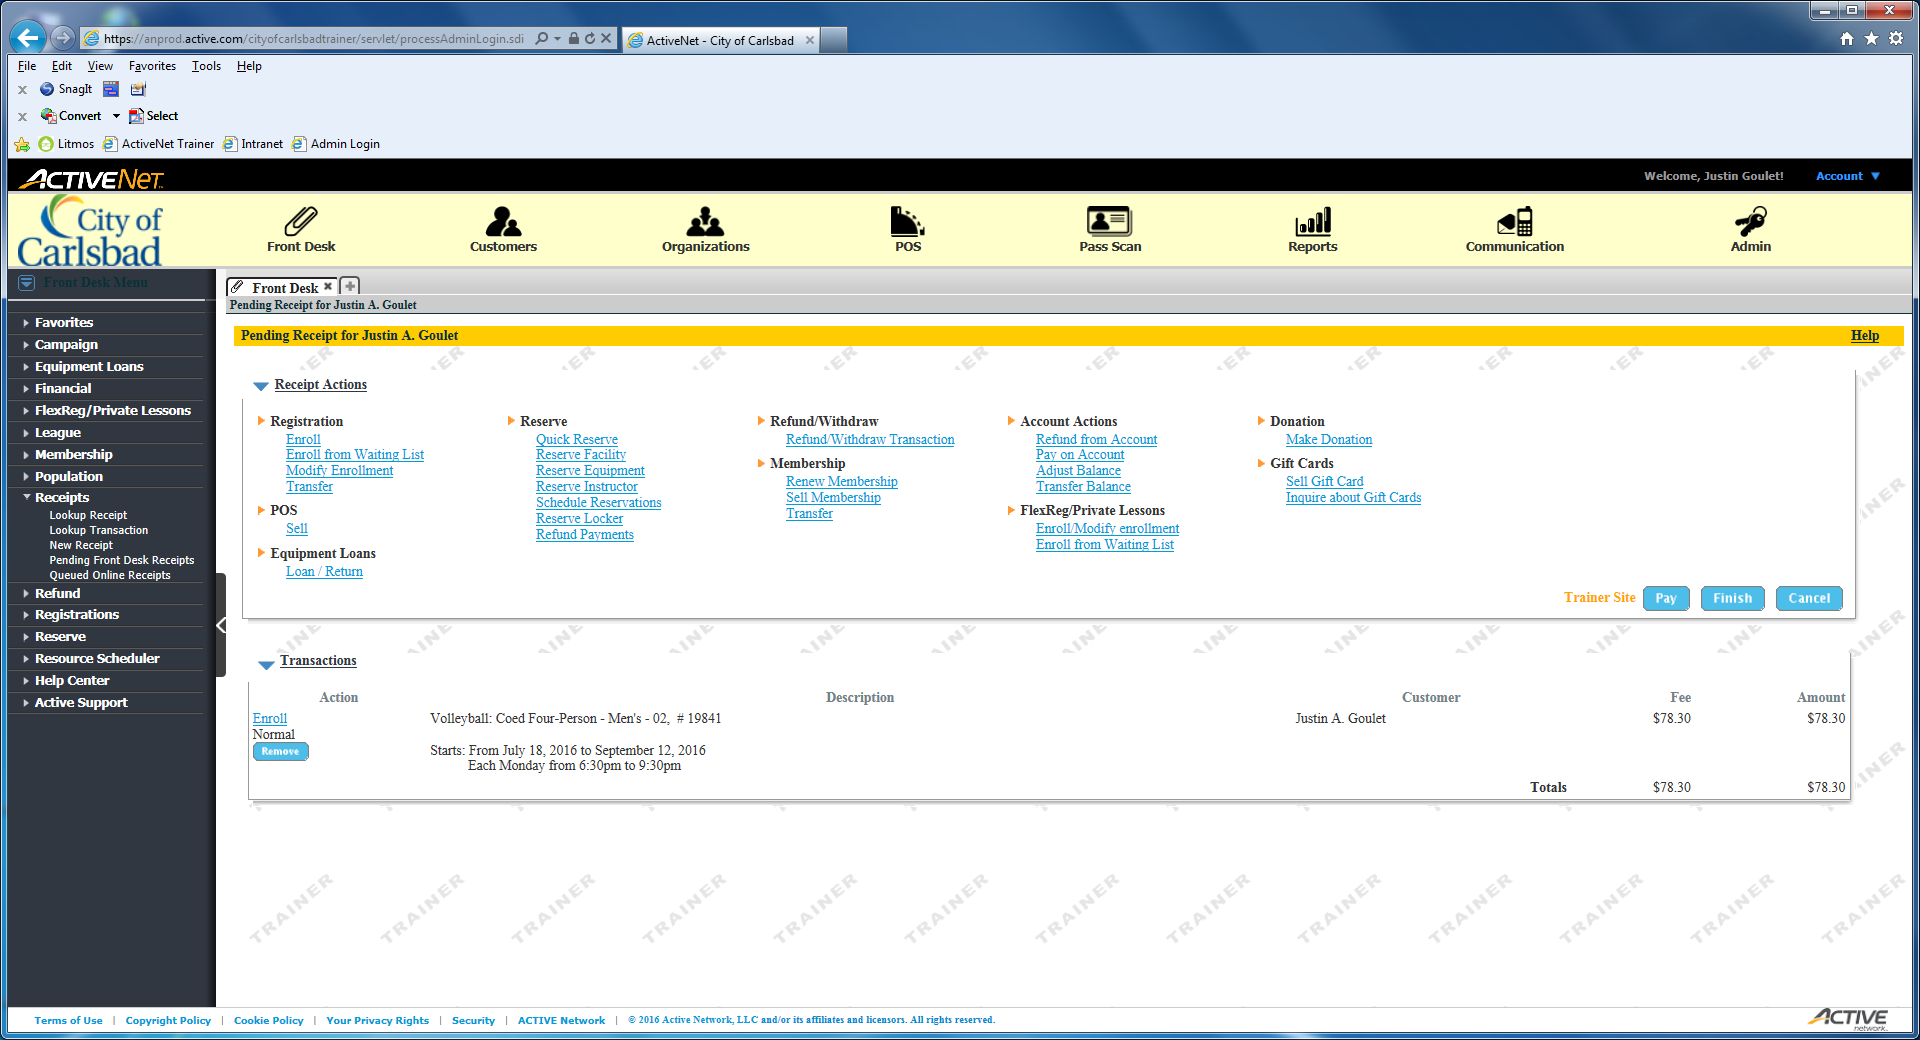 https://anprod.active.com/cityofcarlsbadtrainer/servlet/processAdminLogin.sdi
ActiveNet - City of Carlsbad
File Edit View Favorites Tools Help
SnagIt
Convert Select
Litmos ActiveNet Trainer Intranet Admin Login
ACTIVENET
Welcome, Justin Goulet! Account
City of Carlsbad
Front Desk Customers Organizations POS Pass Scan Reports Communication Admin
Front Desk Menu
Front Desk
Pending Receipt for Justin A. Goulet
Favorites
Campaign
Equipment Loans
Financial
FlexReg/Private Lessons
League
Membership
Population
Receipts
Lookup Receipt
Lookup Transaction
New Receipt
Pending Front Desk Receipts
Queued Online Receipts
Refund
Registrations
Reserve
Resource Scheduler
Help Center
Active Support
Pending Receipt for Justin A. Goulet Help
Receipt Actions
Registration
Enroll
Enroll from Waiting List
Modify Enrollment
Transfer
POS
Sell
Equipment Loans
Loan / Return
Reserve
Quick Reserve
Reserve Facility
Reserve Equipment
Reserve Instructor
Schedule Reservations
Reserve Locker
Refund Payments
Refund/Withdraw
Refund/Withdraw Transaction
Membership
Renew Membership
Sell Membership
Transfer
Account Actions
Refund from Account
Pay on Account
Adjust Balance
Transfer Balance
FlexReg/Private Lessons
Enroll/Modify enrollment
Enroll from Waiting List
Donation
Make Donation
Gift Cards
Sell Gift Card
Inquire about Gift Cards
Trainer Site Pay Finish Cancel
Transactions
Action Description Customer Fee Amount
Enroll Volleyball: Coed Four-Person - Men's - 02, # 19841 Justin A. Goulet $78.30 $78.30
Normal
Remove Starts: From July 18, 2016 to September 12, 2016
Each Monday from 6:30pm to 9:30pm
Totals $78.30 $78.30
TRAINER TRAINER TRAINER TRAINER TRAINER TRAINER TRAINER TRAINER TRAINER TRAINER TRAINER TRAINER TRAINER
Terms of Use | Copyright Policy | Cookie Policy | Your Privacy Rights | Security | ACTIVE Network | © 2016 Active Network, LLC and/or its affiliates and licensors. All rights reserved.
ACTIVE
network